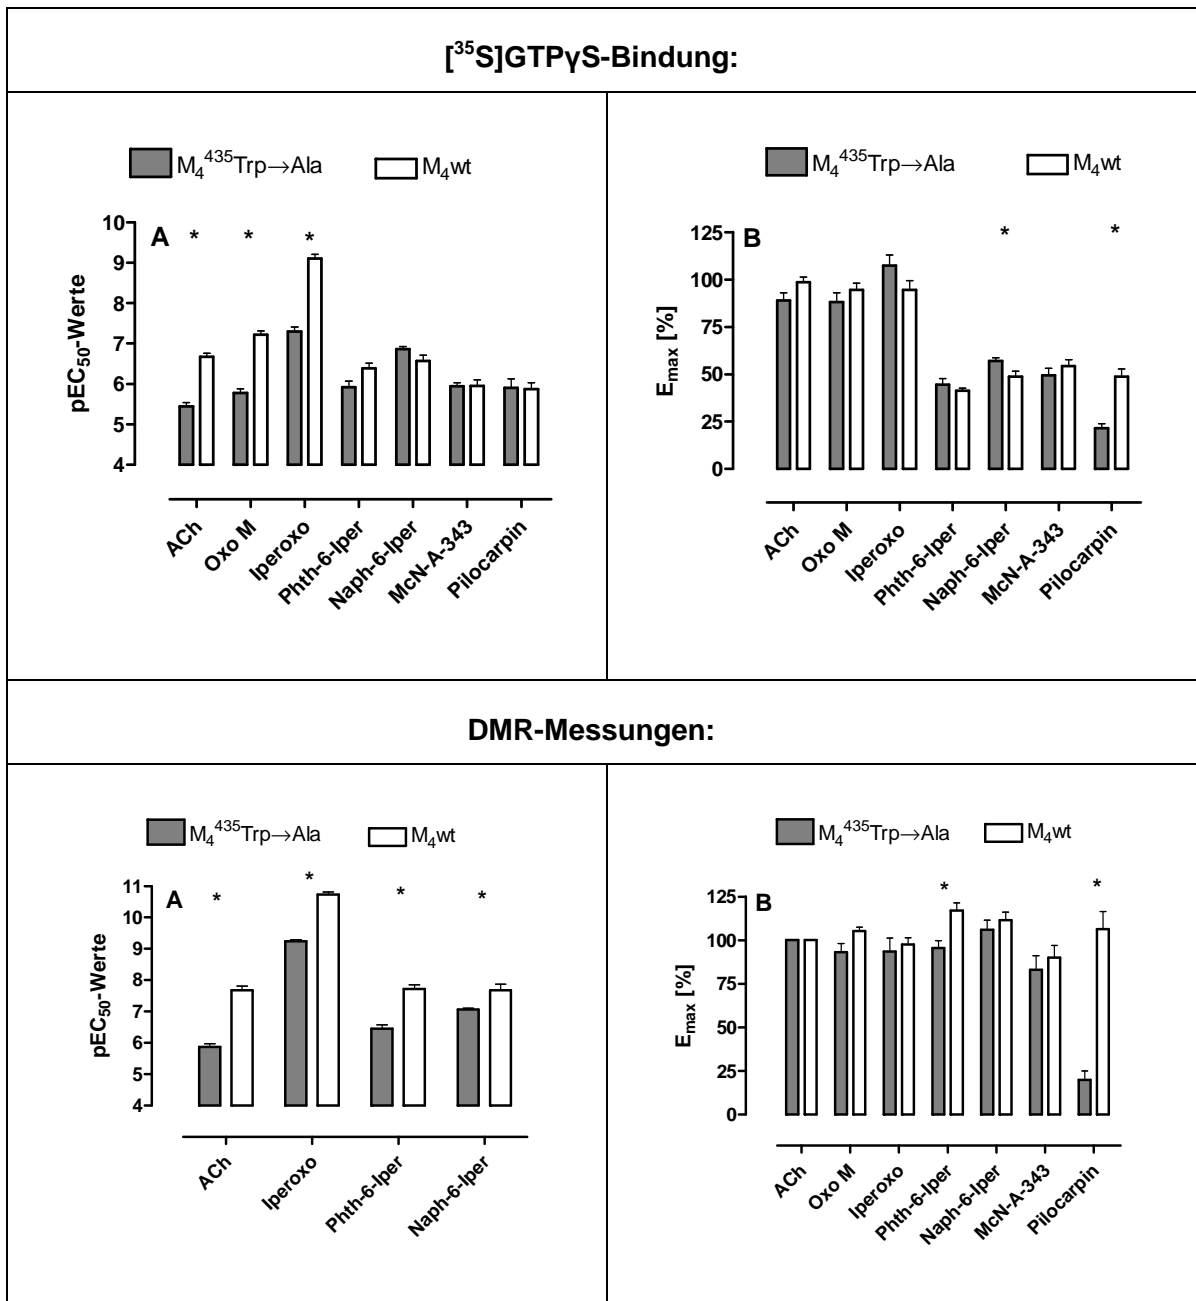 [³⁵S]GTPγS-Bindung:
M₄⁴³⁵Trp→Ala M₄wt
A * * *
pEC₅₀-Werte
10
9
8
7
6
5
4
ACh Oxo M Iperoxo Phth-6-Iper Naph-6-Iper McN-A-343 Pilocarpin
M₄⁴³⁵Trp→Ala M₄wt
B * *
Eₘₐₓ [%]
125
100
75
50
25
0
ACh Oxo M Iperoxo Phth-6-Iper Naph-6-Iper McN-A-343 Pilocarpin
DMR-Messungen:
M₄⁴³⁵Trp→Ala M₄wt
A * * * *
pEC₅₀-Werte
11
10
9
8
7
6
5
4
ACh Iperoxo Phth-6-Iper Naph-6-Iper
M₄⁴³⁵Trp→Ala M₄wt
B * *
Eₘₐₓ [%]
125
100
75
50
25
0
ACh Oxo M Iperoxo Phth-6-Iper Naph-6-Iper McN-A-343 Pilocarpin